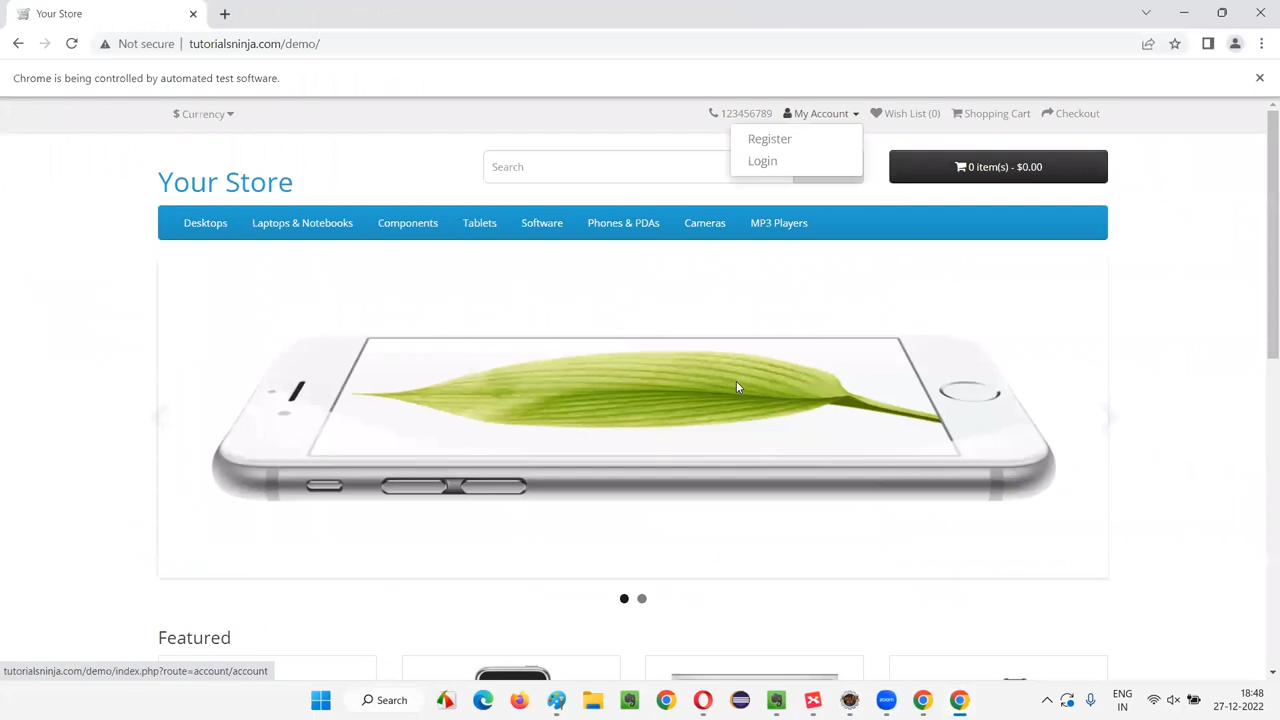 Your Store
Not secure
tutorialsninja.com/demo/
Chrome is being controlled by automated test software.
$ Currency
123456789
My Account
Wish List (0)
Shopping Cart
Checkout
Register
Login
Your Store
Search
0 item(s) - $0.00
Desktops
Laptops & Notebooks
Components
Tablets
Software
Phones & PDAs
Cameras
MP3 Players
Featured
tutorialsninja.com/demo/index.php?route=account/account
Search
zoom
ENG
IN
18:48
27-12-2022